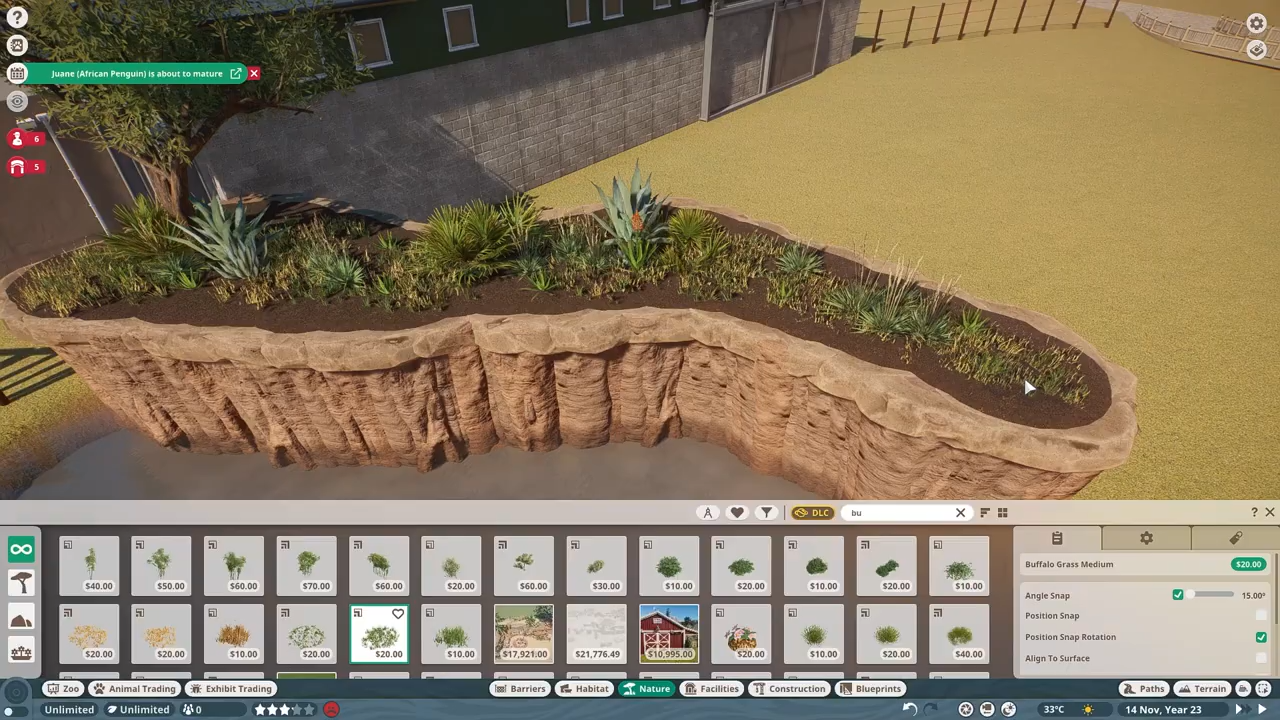 ?
Juane (African Penguin) is about to mature
6
5
DLC
bu
?
$40.00 $50.00 $60.00 $70.00 $60.00 $20.00 $60.00 $30.00 $10.00 $20.00 $10.00 $20.00 $10.00
$20.00 $20.00 $10.00 $20.00 $20.00 $10.00 $17,921.00 $21,776.49 $10,995.00 $20.00 $10.00 $20.00 $40.00
Buffalo Grass Medium $20.00
Angle Snap 15.00°
Position Snap
Position Snap Rotation
Align To Surface
Zoo Animal Trading Exhibit Trading Barriers Habitat Nature Facilities Construction Blueprints Paths Terrain
Unlimited Unlimited 0 33°C 14 Nov, Year 23